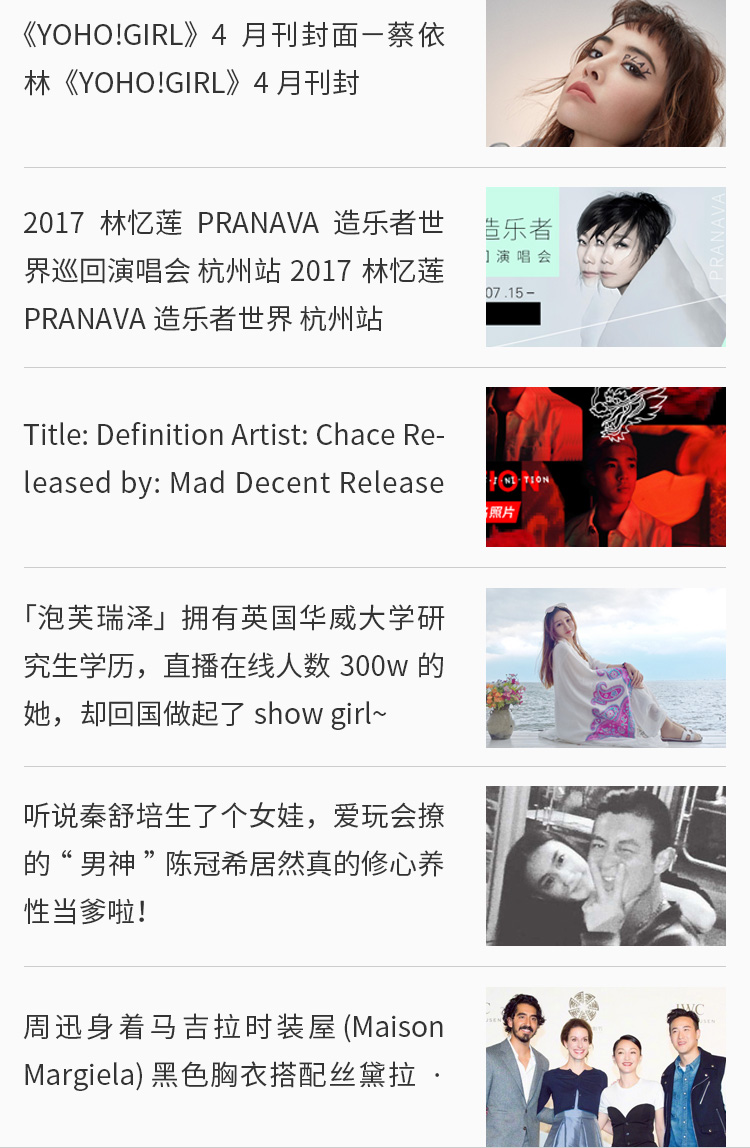 《YOHO!GIRL》4 月刊封面—蔡依
林《YOHO!GIRL》4 月刊封
2017 林忆莲 PRANAVA 造乐者世
界巡回演唱会 杭州站 2017 林忆莲
PRANAVA 造乐者世界 杭州站
造乐者
回演唱会
07.15–
PRANAVA
Title: Definition Artist: Chace Re-
leased by: Mad Decent Release
TION
·I·NI·TION
名照片
「泡芙瑞泽」拥有英国华威大学研
究生学历，直播在线人数 300w 的
她，却回国做起了 show girl~
听说秦舒培生了个女娃，爱玩会撩
的 “ 男神 ” 陈冠希居然真的修心养
性当爹啦！
周迅身着马吉拉时装屋 (Maison
Margiela) 黑色胸衣搭配丝黛拉 ·
IWC